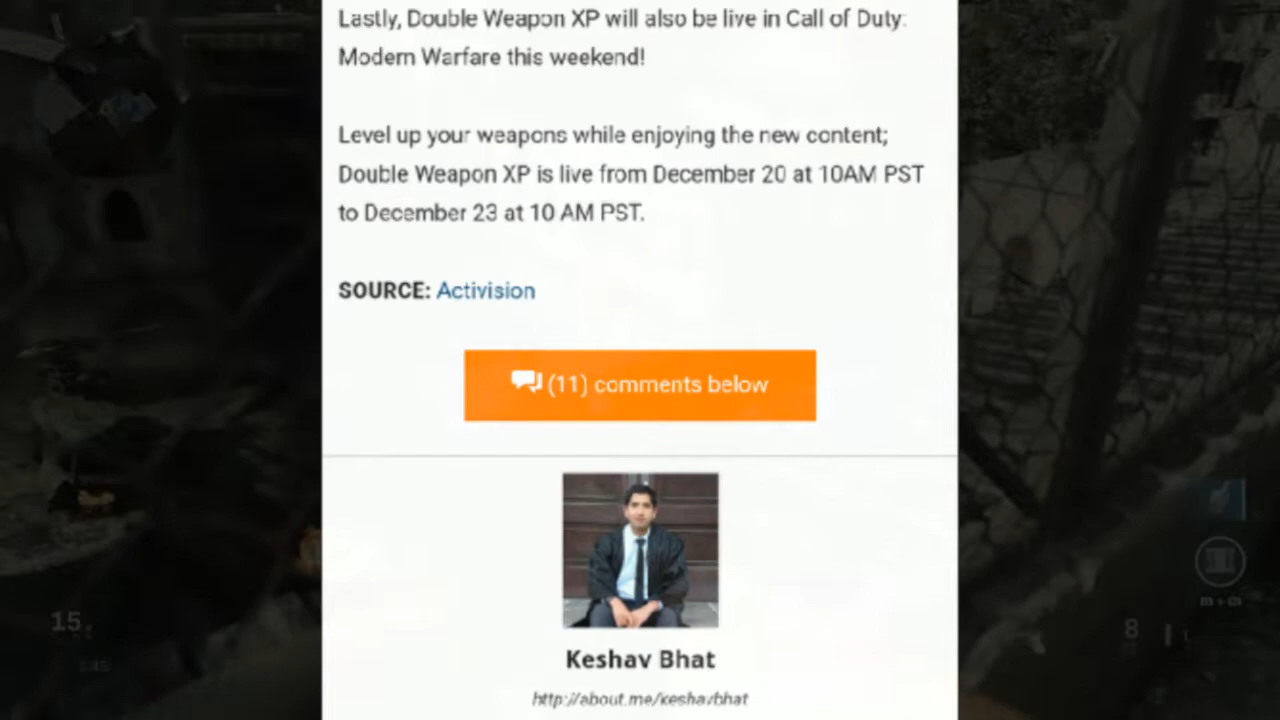 Lastly, Double Weapon XP will also be live in Call of Duty:
Modern Warfare this weekend!
Level up your weapons while enjoying the new content;
Double Weapon XP is live from December 20 at 10AM PST
to December 23 at 10 AM PST.
SOURCE: Activision
(11) comments below
Keshav Bhat
http://about.me/keshavbhat
15
8